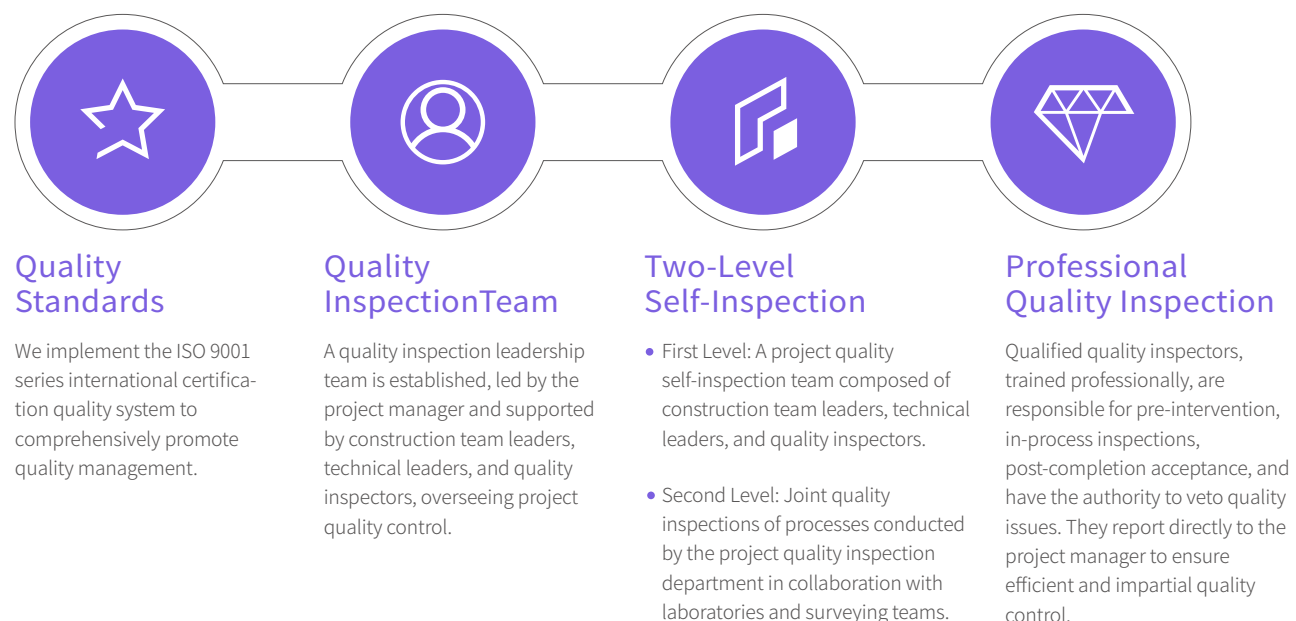 Quality
Standards
We implement the ISO 9001
series international certifica-
tion quality system to
comprehensively promote
quality management.
Quality
InspectionTeam
A quality inspection leadership
team is established, led by the
project manager and supported
by construction team leaders,
technical leaders, and quality
inspectors, overseeing project
quality control.
Two-Level
Self-Inspection
• First Level: A project quality
self-inspection team composed of
construction team leaders, technical
leaders, and quality inspectors.
• Second Level: Joint quality
inspections of processes conducted
by the project quality inspection
department in collaboration with
laboratories and surveying teams.
Professional
Quality Inspection
Qualified quality inspectors,
trained professionally, are
responsible for pre-intervention,
in-process inspections,
post-completion acceptance, and
have the authority to veto quality
issues. They report directly to the
project manager to ensure
efficient and impartial quality
control.